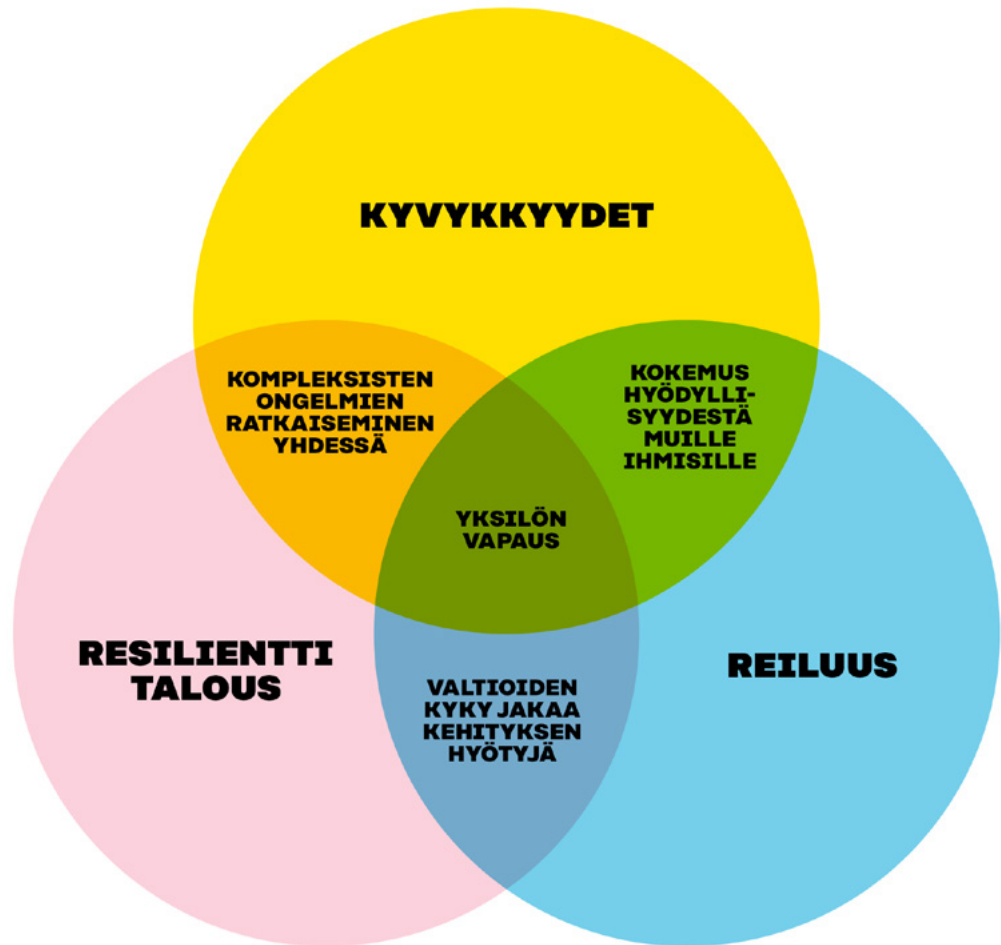 KYVYKKYYDET
KOMPLEKSISTEN
ONGELMIEN
RATKAISEMINEN
YHDESSÄ
KOKEMUS
HYÖDYLLI-
SYYDESTÄ
MUILLE
IHMISILLE
YKSILÖN
VAPAUS
RESILIENTTI
TALOUS
VALTIOIDEN
KYKY JAKAA
KEHITYKSEN
HYÖTYJÄ
REILUUS